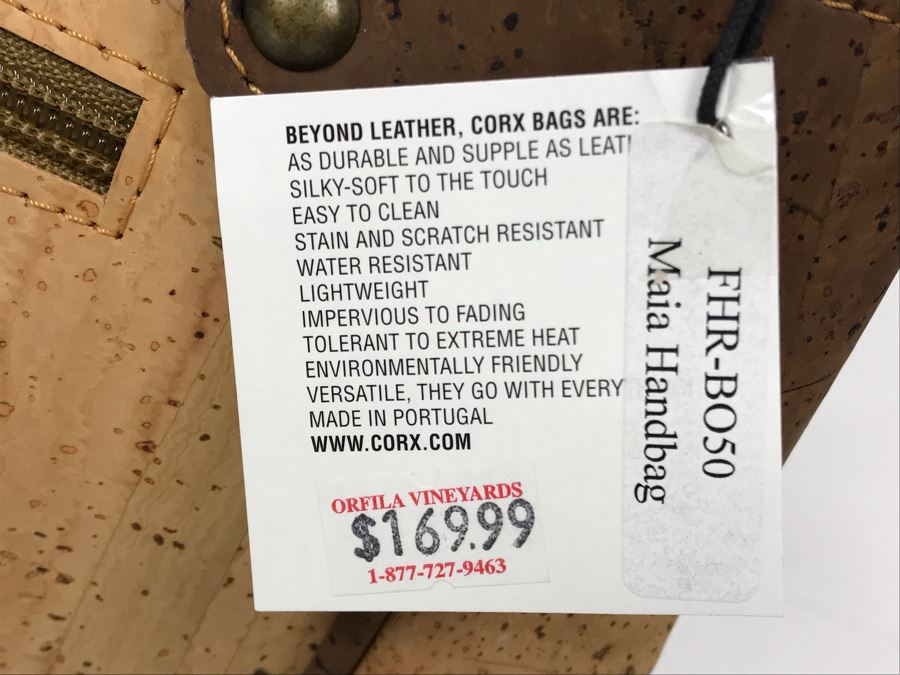 BEYOND LEATHER, CORX BAGS ARE:
AS DURABLE AND SUPPLE AS
SILKY-SOFT TO THE TOUCH
EASY TO CLEAN
STAIN AND SCRATCH RESISTANT
WATER RESISTANT
LIGHTWEIGHT
IMPERVIOUS TO FADING
TOLERANT TO EXTREME HEAT
ENVIRONMENTALLY FRIENDLY
VERSATILE, THEY GO WITH EVERY
MADE IN PORTUGAL
WWW.CORX.COM
ORFILA VINEYARDS
$169.99
1-877-727-9463
FHR-BO50
Maia Handbag